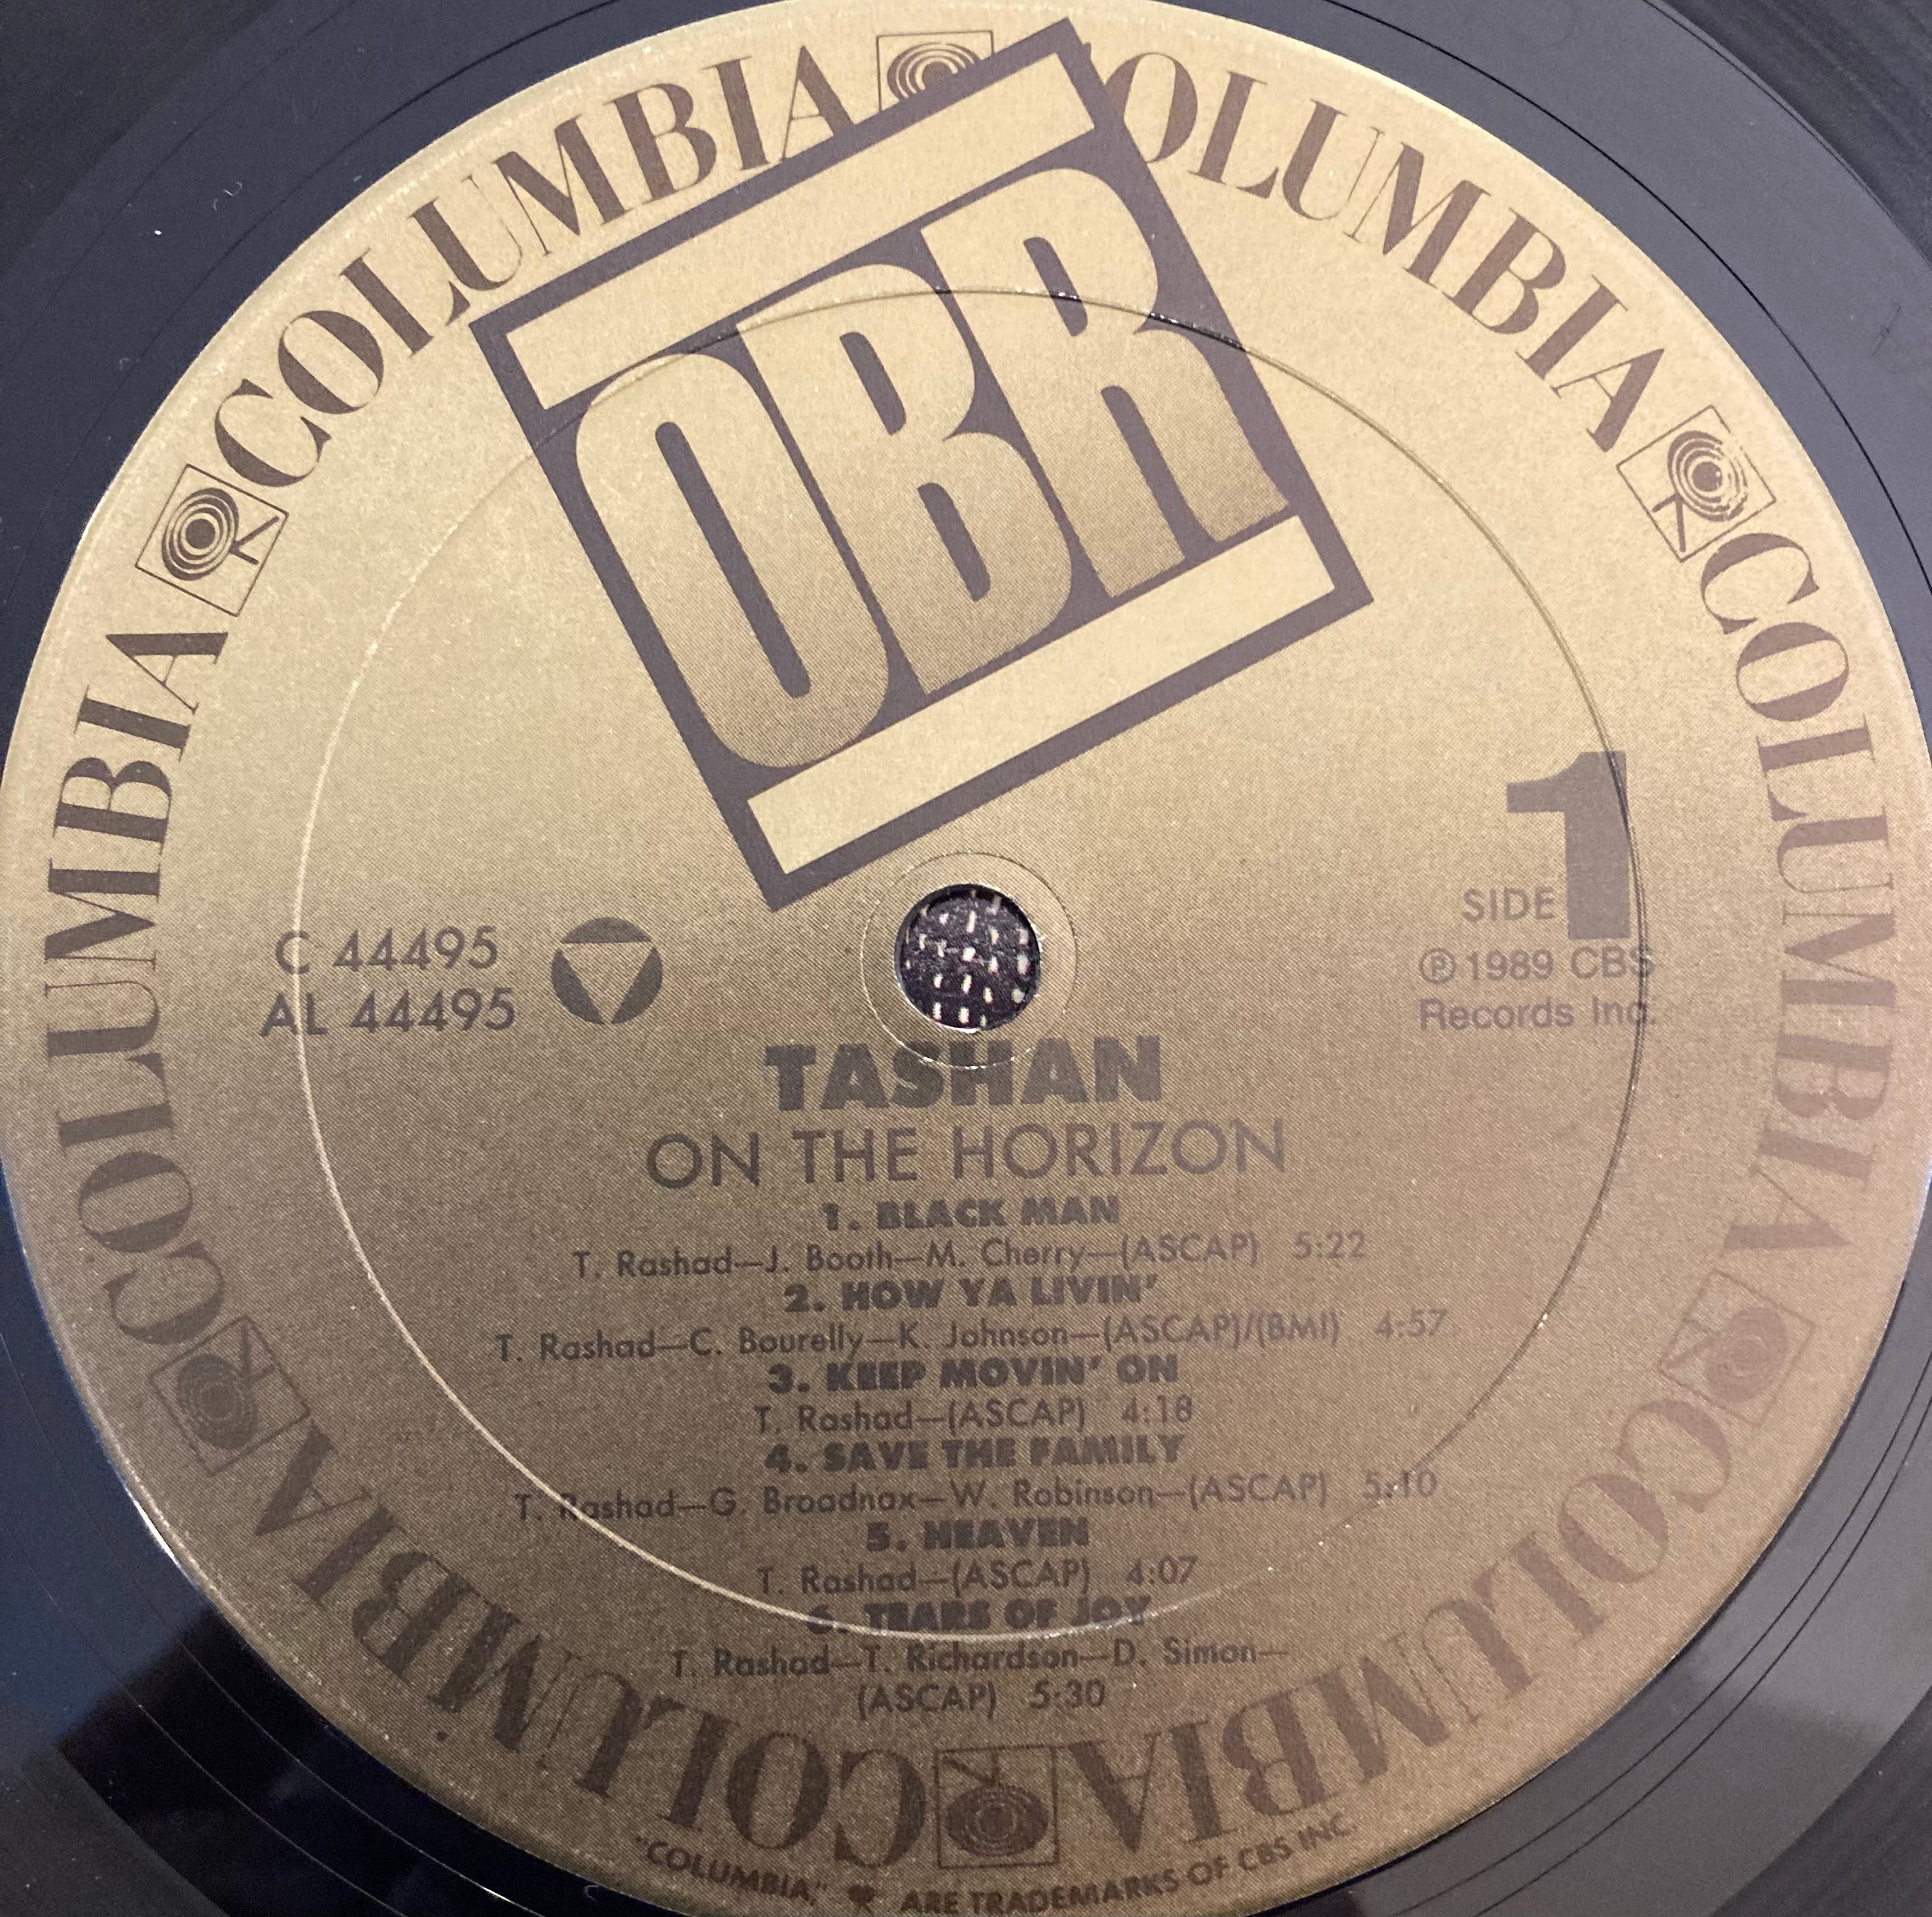 COLUMBIA COLUMBIA COLUMBIA COLUMBIA COLUMBIA COLUMBIA
OBR
C 44495
AL 44495
SIDE 1
℗ 1989 CBS
Records Inc.
TASHAN
ON THE HORIZON
1. BLACK MAN
T. Rashad—J. Booth—M. Cherry—(ASCAP) 5:22
2. HOW YA LIVIN'
T. Rashad—C. Bourelly—K. Johnson—(ASCAP)/(BMI) 4:57
3. KEEP MOVIN' ON
T. Rashad—(ASCAP) 4:18
4. SAVE THE FAMILY
T. Rashad—G. Broadnax—W. Robinson—(ASCAP) 5:10
5. HEAVEN
T. Rashad—(ASCAP) 4:07
6. TEARS OF JOY
T. Rashad—T. Richardson—D. Simon—
(ASCAP) 5:30
"COLUMBIA," ARE TRADEMARKS OF CBS INC.